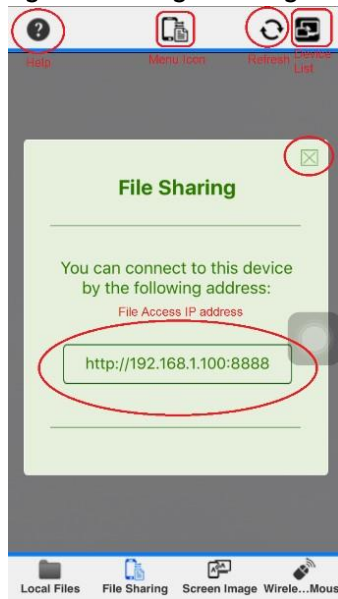 Help
Menu Icon
Refresh
Device
List
File Sharing
You can connect to this device
by the following address:
File Access IP address
http://192.168.1.100:8888
Local Files
File Sharing
Screen Image
Wirele...Mous